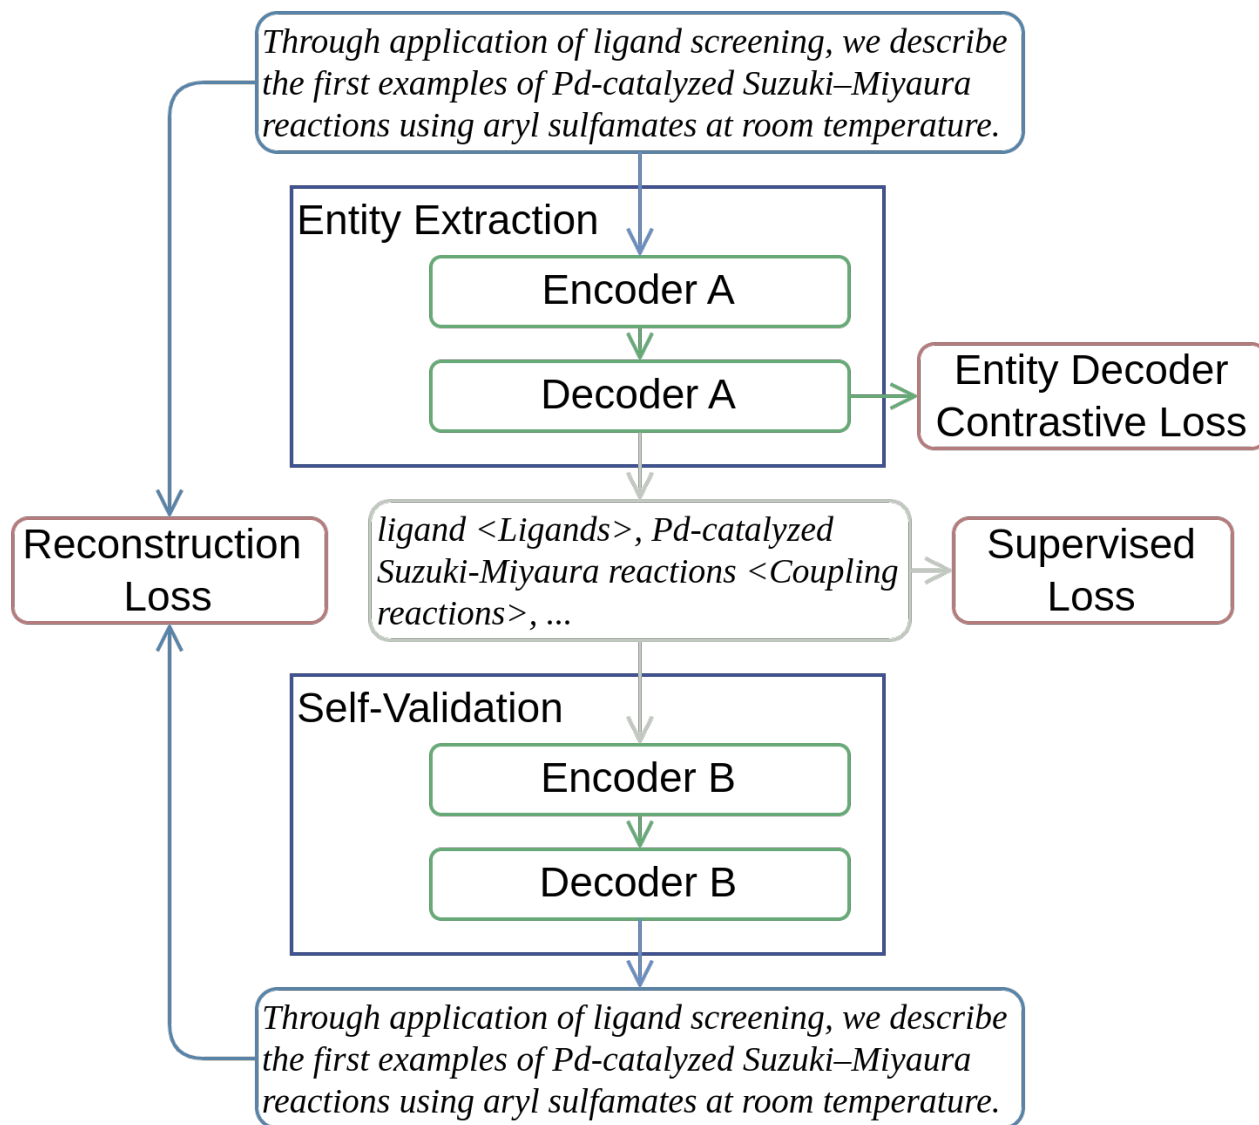 Through application of ligand screening, we describe
the first examples of Pd-catalyzed Suzuki–Miyaura
reactions using aryl sulfamates at room temperature.
Entity Extraction
Encoder A
Decoder A
Entity Decoder
Contrastive Loss
Reconstruction
Loss
ligand <Ligands>, Pd-catalyzed
Suzuki-Miyaura reactions <Coupling
reactions>, ...
Supervised
Loss
Self-Validation
Encoder B
Decoder B
Through application of ligand screening, we describe
the first examples of Pd-catalyzed Suzuki–Miyaura
reactions using aryl sulfamates at room temperature.